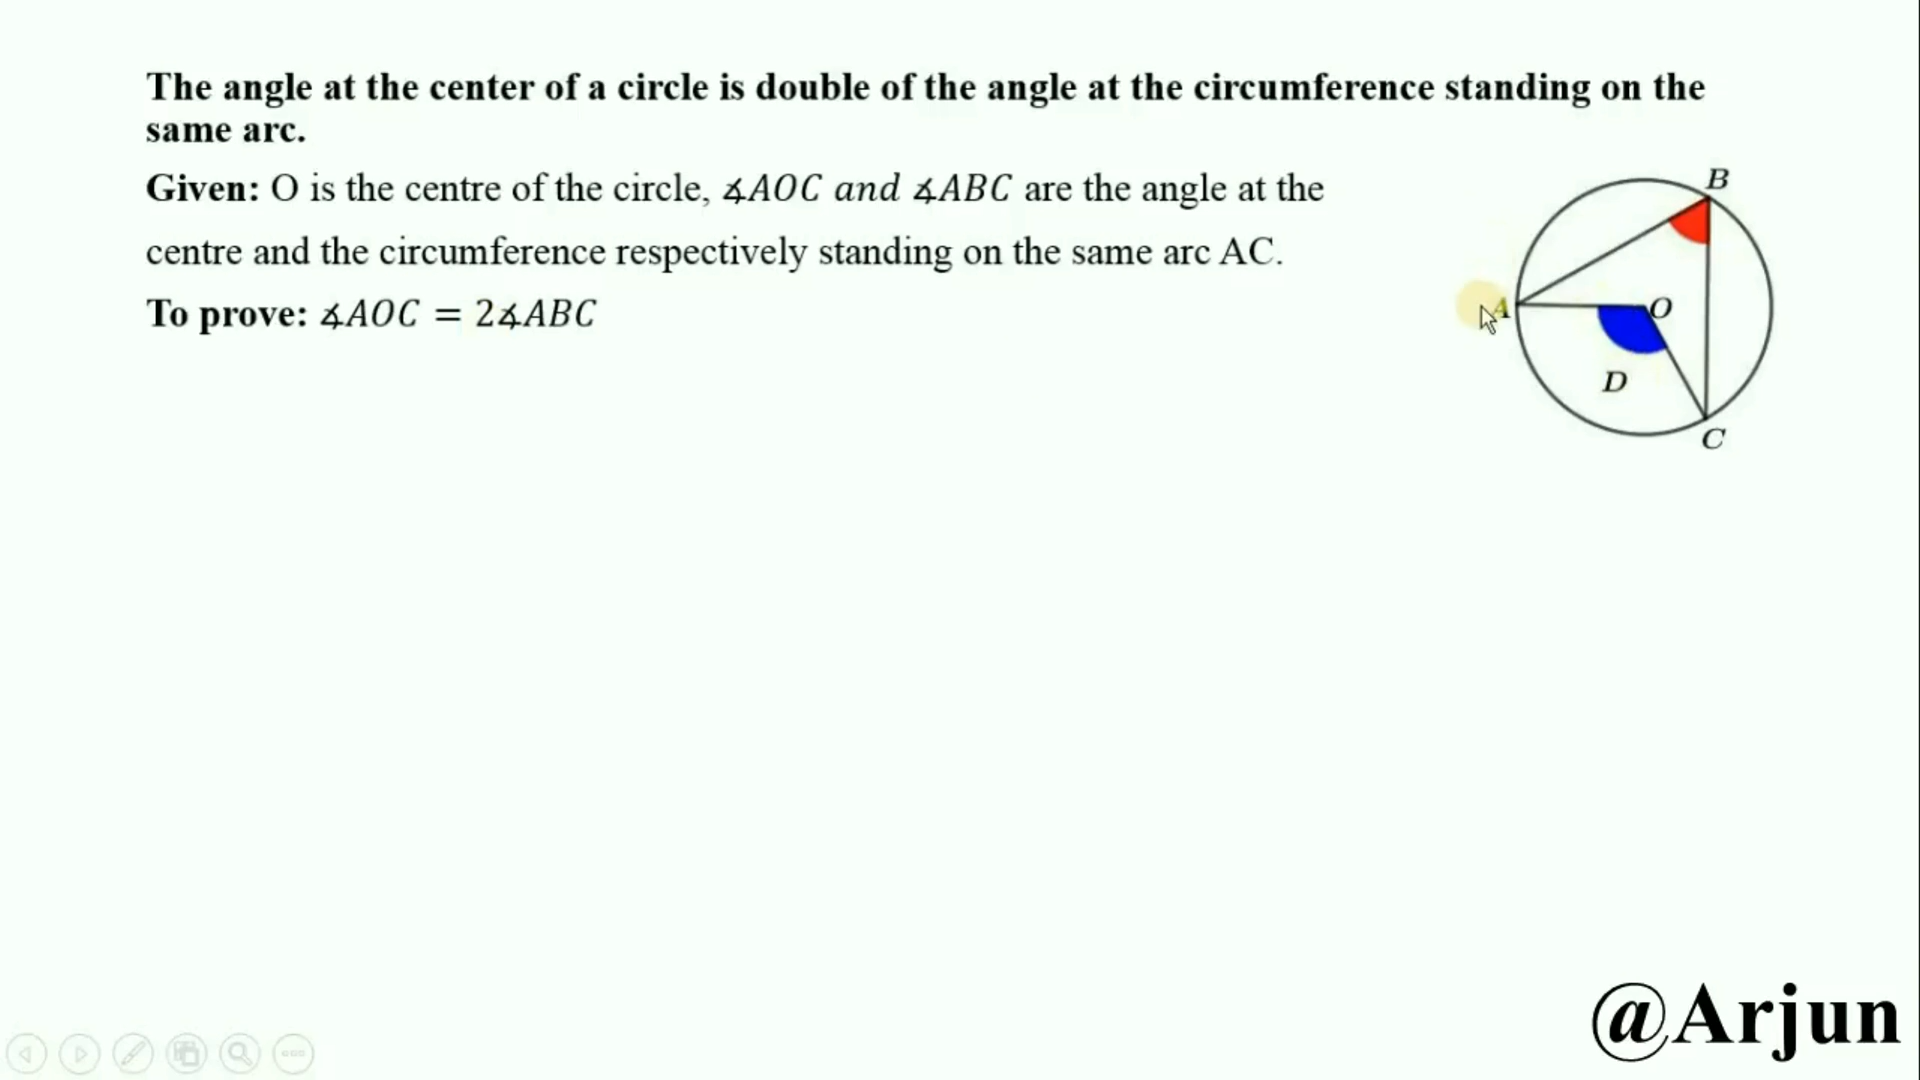 The angle at the center of a circle is double of the angle at the circumference standing on the
same arc.
Given: O is the centre of the circle, ∡AOC and ∡ABC are the angle at the
centre and the circumference respectively standing on the same arc AC.
To prove: ∡AOC = 2∡ABC
B
A
O
D
C
@Arjun